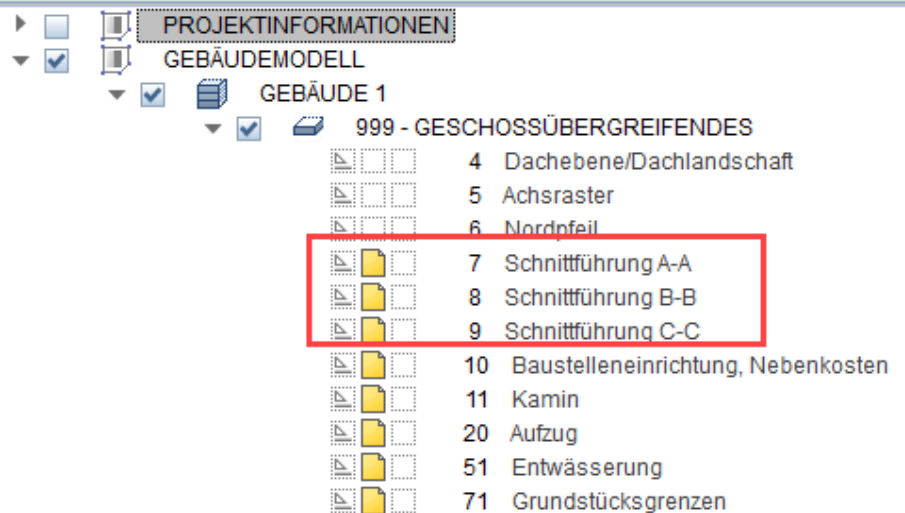 PROJEKTINFORMATIONEN
GEBÄUDEMODELL
GEBÄUDE 1
999 - GESCHOSSÜBERGREIFENDES
4 Dachebene/Dachlandschaft
5 Achsraster
6 Nordpfeil
7 Schnittführung A-A
8 Schnittführung B-B
9 Schnittführung C-C
10 Baustelleneinrichtung, Nebenkosten
11 Kamin
20 Aufzug
51 Entwässerung
71 Grundstücksgrenzen